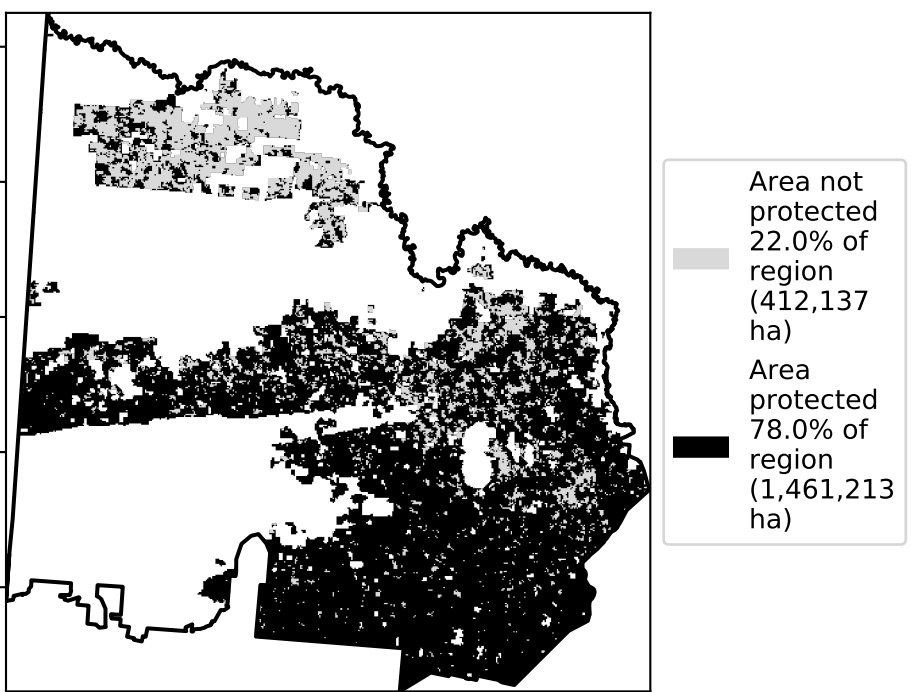 Area not
protected
22.0% of
region
(412,137
ha)
Area
protected
78.0% of
region
(1,461,213
ha)